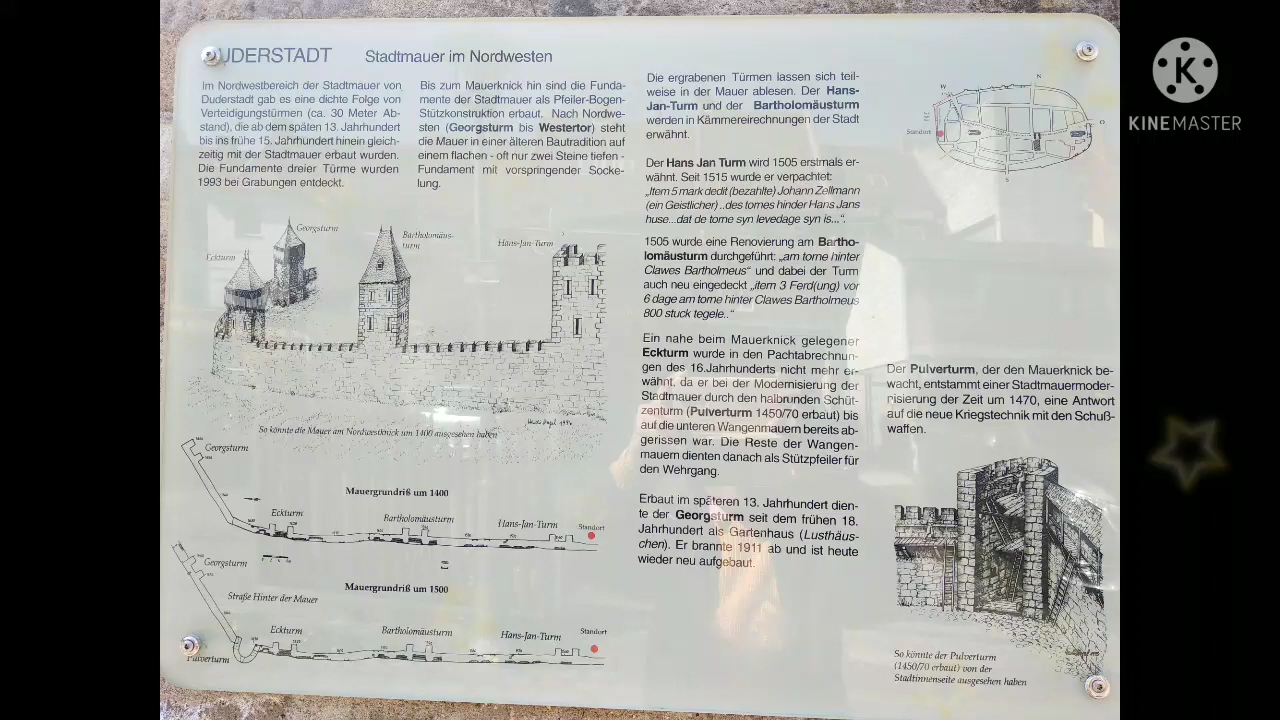 UDERSTADT Stadtmauer im Nordwesten
Im Nordwestbereich der Stadtmauer von
Duderstadt gab es eine dichte Folge von
Verteidigungstürmen (ca. 30 Meter Ab-
stand), die ab dem späten 13. Jahrhundert
bis ins frühe 15. Jahrhundert hinein gleich-
zeitig mit der Stadtmauer erbaut wurden.
Die Fundamente dreier Türme wurden
1993 bei Grabungen entdeckt.
Bis zum Mauerknick hin sind die Funda-
mente der Stadtmauer als Pfeiler-Bogen-
Stützkonstruktion erbaut. Nach Nordwe-
sten (Georgsturm bis Westertor) steht
die Mauer in einer älteren Bautradition auf
einem flachen - oft nur zwei Steine tiefen -
Fundament mit vorspringender Socke-
lung.
Georgsturm
Bartholomäus-
turm
Hans-Jan-Turm
Eckturm
So könnte die Mauer am Nordwestknick um 1400 ausgesehen haben
Georgsturm
Mauergrundriß um 1400
Eckturm
Bartholomäusturm
Hans-Jan-Turm
Standort
Georgsturm
Mauergrundriß um 1500
Straße Hinter der Mauer
Eckturm
Bartholomäusturm
Hans-Jan-Turm
Standort
Pulverturm
Die ergrabenen Türmen lassen sich teil-
weise in der Mauer ablesen. Der Hans-
Jan-Turm und der Bartholomäusturm
werden in Kämmereirechnungen der Stadt
erwähnt.
Der Hans Jan Turm wird 1505 erstmals er-
wähnt. Seit 1515 wurde er verpachtet:
„Item 5 mark dedit (bezahlte) Johann Zellmann
(ein Geistlicher) ..des tornes hinder Hans Jans
huse...dat de torne syn levedage syn is...“.
1505 wurde eine Renovierung am Bartho-
lomäusturm durchgeführt: „am torne hinter
Clawes Bartholmeus“ und dabei der Turm
auch neu eingedeckt „item 3 Ferd(ung) vor
6 dage am torne hinter Clawes Bartholmeus
800 stuck tegele..“
Ein nahe beim Mauerknick gelegener
Eckturm wurde in den Pachtabrechnun-
gen des 16.Jahrhunderts nicht mehr er-
wähnt, da er bei der Modernisierung der
Stadtmauer durch den halbrunden Schüt-
zenturm (Pulverturm 1450/70 erbaut) bis
auf die unteren Wangenmauern bereits ab-
gerissen war. Die Reste der Wangen-
mauern dienten danach als Stützpfeiler für
den Wehrgang.
Erbaut im späteren 13. Jahrhundert dien-
te der Georgsturm seit dem frühen 18.
Jahrhundert als Gartenhaus (Lusthäus-
chen). Er brannte 1911 ab und ist heute
wieder neu aufgebaut.
N
W
O
S
Standort
Der Pulverturm, der den Mauerknick be-
wacht, entstammt einer Stadtmauermoder-
nisierung der Zeit um 1470, eine Antwort
auf die neue Kriegstechnik mit den Schuß-
waffen.
So könnte der Pulverturm
(1450/70 erbaut) von der
Stadtinnenseite ausgesehen haben
K
KINEMASTER